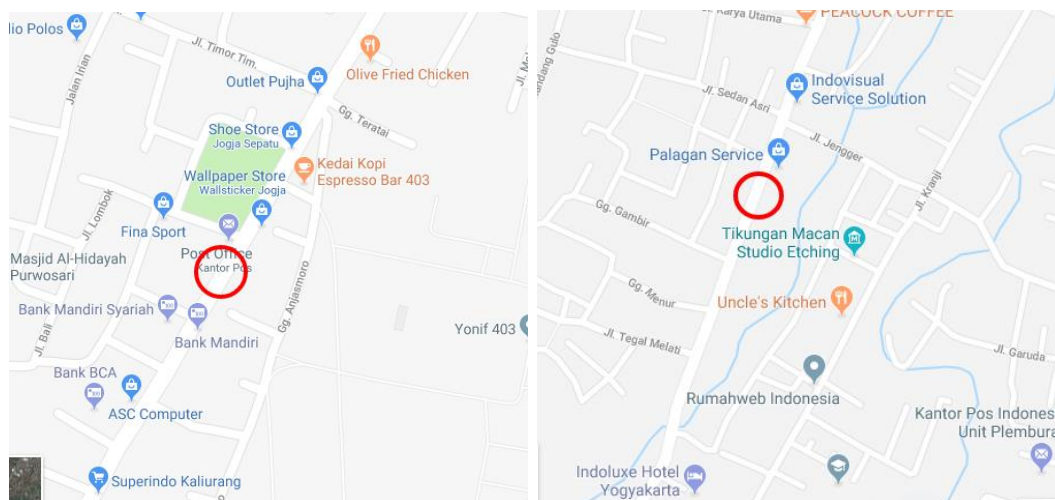 lio Polos
Jl. Timor Tim.
Jalan Irian
Olive Fried Chicken
Outlet Pujha
Gg. Teratai
Shoe Store
Jogja Sepatu
Kedai Kopi
Espresso Bar 403
Wallpaper Store
Wallsticker Jogja
Jl. Lombok
Fina Sport
Post Office
Kantor Pos
Masjid Al-Hidayah
Purwosari
Gg. Anjasmoro
Bank Mandiri Syariah
Bank Mandiri
Yonif 403
Jl. Bali
Bank BCA
ASC Computer
Superindo Kaliurang
Karya Utama
PEACOCK COFFEE
andang Gulo
Indovisual
Service Solution
Jl. Sedan Asri
Jl. Jengger
Palagan Service
Jl. Kranji
Gg. Gambir
Tikungan Macan
Studio Etching
Gg. Menur
Uncle's Kitchen
Jl. Tegal Melati
Jl. Garuda
Rumahweb Indonesia
Kantor Pos Indones
Unit Plembura
Indoluxe Hotel
Yogyakarta